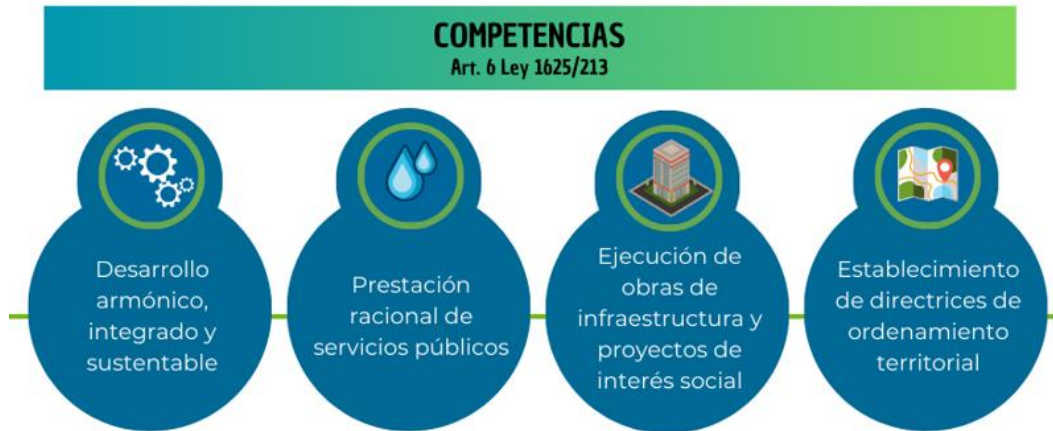 COMPETENCIAS
Art. 6 Ley 1625/213
Desarrollo
armónico,
integrado y
sustentable
Prestación
racional de
servicios públicos
Ejecución de
obras de
infraestructura y
proyectos de
interés social
Establecimiento
de directrices de
ordenamiento
territorial